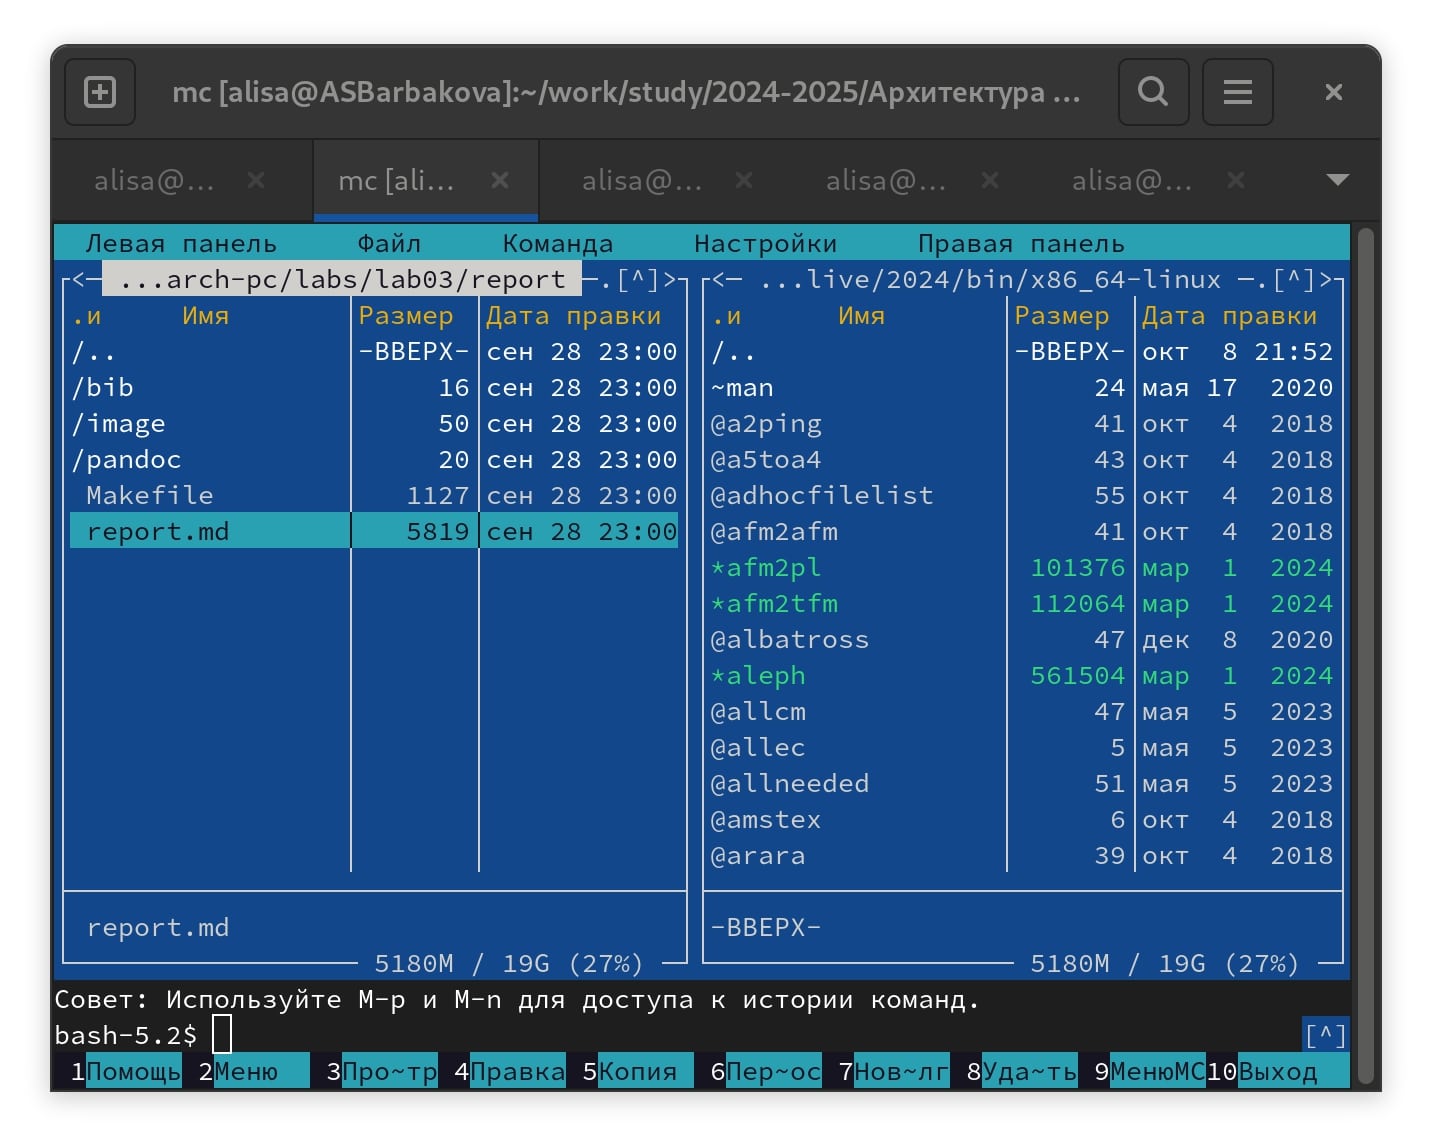 mc [alisa@ASBarbakova]:~/work/study/2024-2025/Архитектура ...
alisa@... mc [ali... alisa@... alisa@... alisa@...
Левая панель Файл Команда Настройки Правая панель
<— ...arch-pc/labs/lab03/report —.[^]> <— ...live/2024/bin/x86_64-linux —.[^]>
.и Имя Размер Дата правки .и Имя Размер Дата правки
/.. -ВВЕРХ- сен 28 23:00 /.. -ВВЕРХ- окт 8 21:52
/bib 16 сен 28 23:00 ~man 24 мая 17 2020
/image 50 сен 28 23:00 @a2ping 41 окт 4 2018
/pandoc 20 сен 28 23:00 @a5toa4 43 окт 4 2018
Makefile 1127 сен 28 23:00 @adhocfilelist 55 окт 4 2018
report.md 5819 сен 28 23:00 @afm2afm 41 окт 4 2018
*afm2pl 101376 мар 1 2024
*afm2tfm 112064 мар 1 2024
@albatross 47 дек 8 2020
*aleph 561504 мар 1 2024
@allcm 47 мая 5 2023
@allec 5 мая 5 2023
@allneeded 51 мая 5 2023
@amstex 6 окт 4 2018
@arara 39 окт 4 2018
report.md -ВВЕРХ-
5180M / 19G (27%) 5180M / 19G (27%)
Совет: Используйте M-p и M-n для доступа к истории команд.
bash-5.2$ [^]
1Помощь 2Меню 3Про~тр 4Правка 5Копия 6Пер~ос 7Нов~лг 8Уда~ть 9МенюMC 10Выход